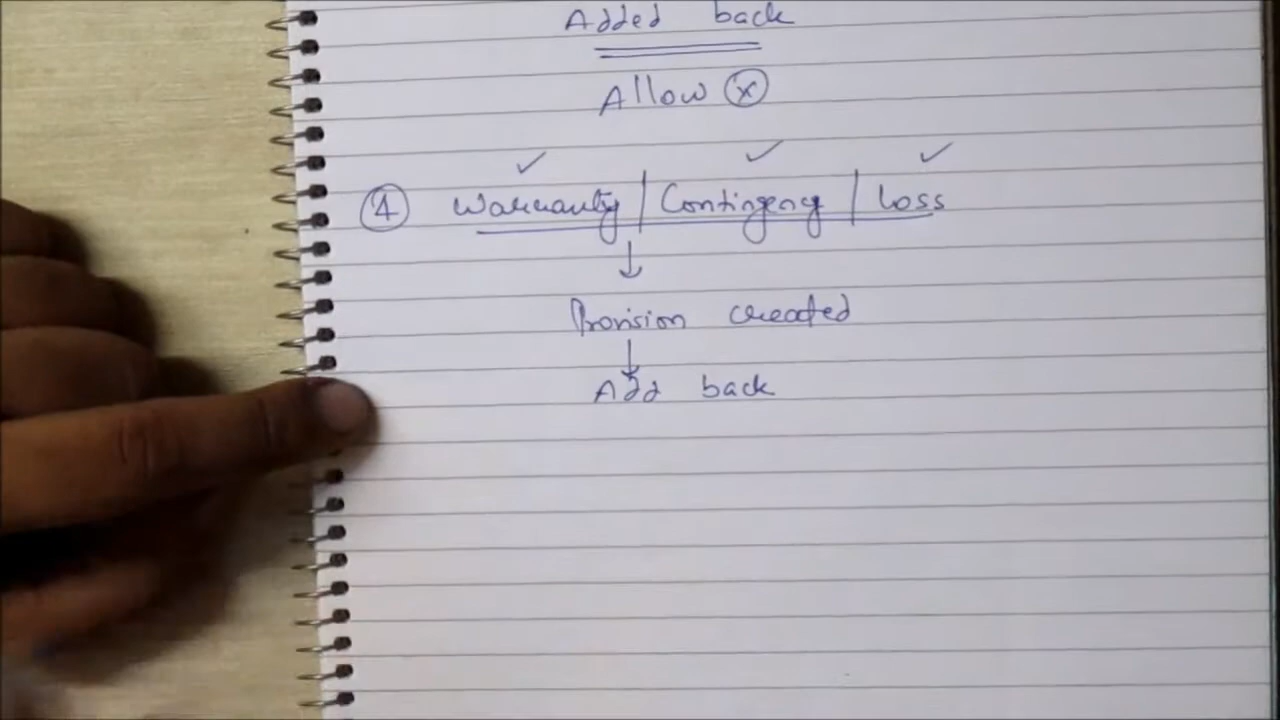 Added back
Allow ⓧ
✓ ✓ ✓
④ Warranty | Contingency | Loss
↓
Provision created
↓
Add back